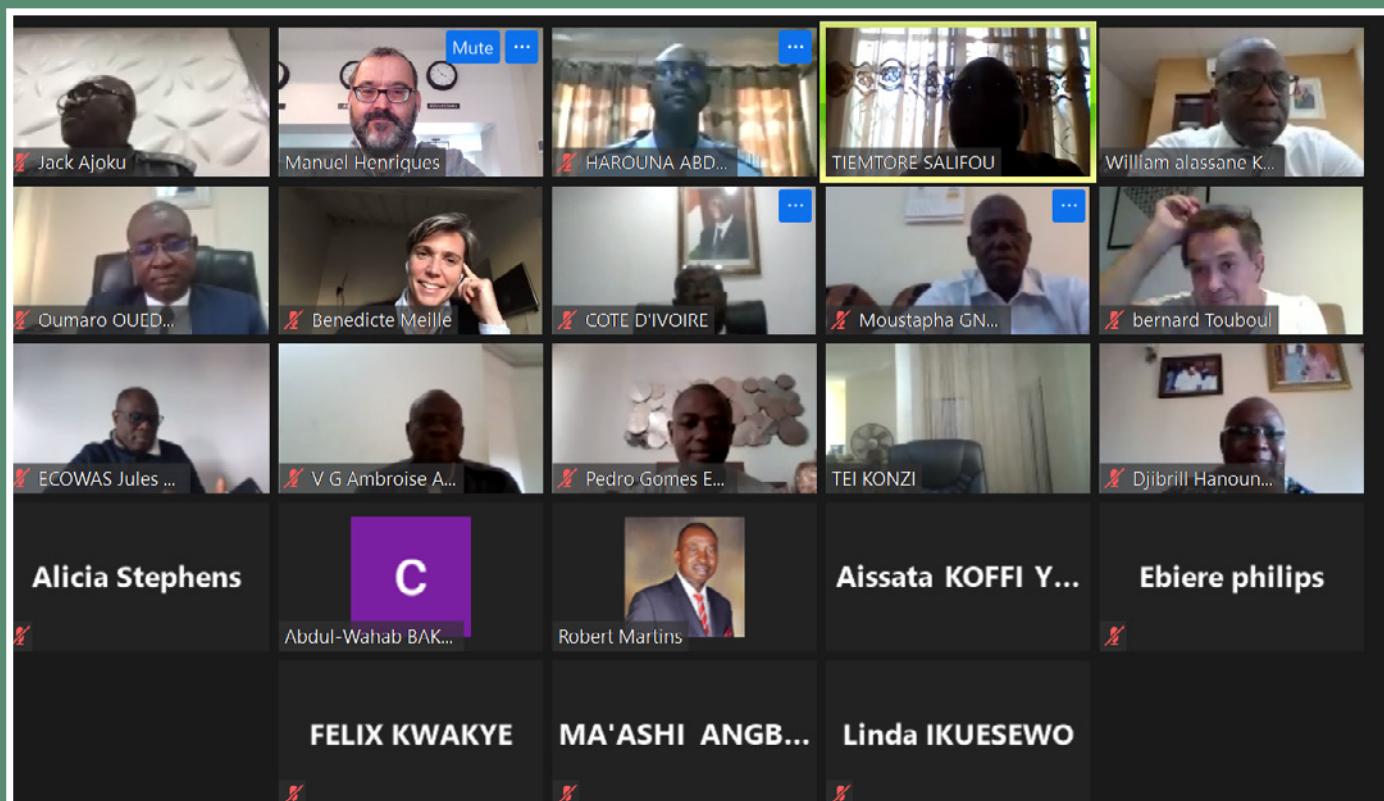 Mute
Jack Ajoku
Manuel Henriques
HAROUNA ABD...
TIEMTORE SALIFOU
William alassane K...
Oumaro OUED...
Benedicte Meille
COTE D'IVOIRE
Moustapha GN...
bernard Touboul
ECOWAS Jules ...
V G Ambroise A...
Pedro Gomes E...
TEI KONZI
Djibrill Hanoun...
Alicia Stephens
C
Abdul-Wahab BAK...
Robert Martins
Aissata KOFFI Y...
Ebiere philips
FELIX KWAKYE
MA'ASHI ANGB...
Linda IKUESEWO